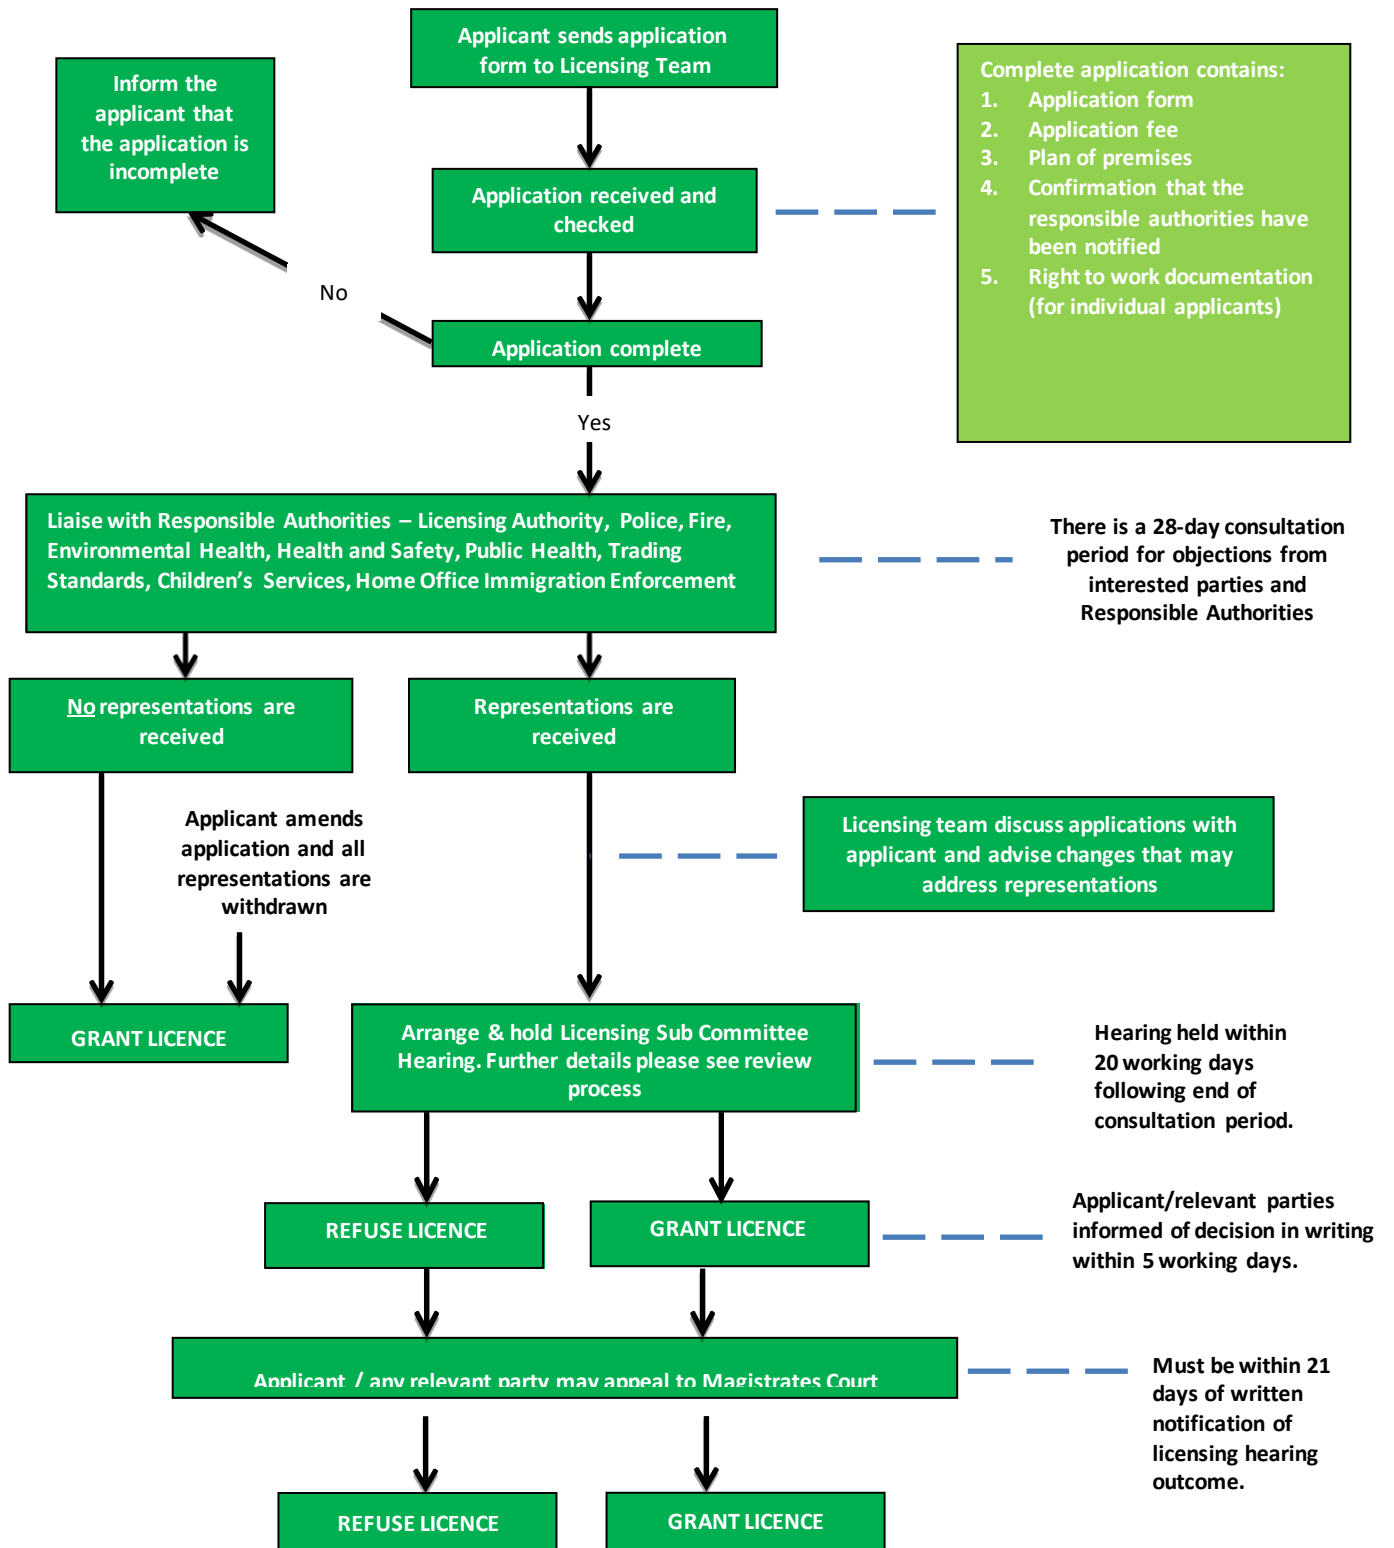 Applicant sends application
form to Licensing Team
Inform the
applicant that
the application is
incomplete
Complete application contains:
1. Application form
2. Application fee
3. Plan of premises
4. Confirmation that the
responsible authorities have
been notified
5. Right to work documentation
(for individual applicants)
Application received and
checked
No
Application complete
Yes
Liaise with Responsible Authorities – Licensing Authority, Police, Fire,
Environmental Health, Health and Safety, Public Health, Trading
Standards, Children’s Services, Home Office Immigration Enforcement
There is a 28-day consultation
period for objections from
interested parties and
Responsible Authorities
No representations are
received
Representations are
received
Applicant amends
application and all
representations are
withdrawn
Licensing team discuss applications with
applicant and advise changes that may
address representations
GRANT LICENCE
Arrange & hold Licensing Sub Committee
Hearing. Further details please see review
process
Hearing held within
20 working days
following end of
consultation period.
REFUSE LICENCE
GRANT LICENCE
Applicant/relevant parties
informed of decision in writing
within 5 working days.
Applicant / any relevant party may appeal to Magistrates Court
Must be within 21
days of written
notification of
licensing hearing
outcome.
REFUSE LICENCE
GRANT LICENCE